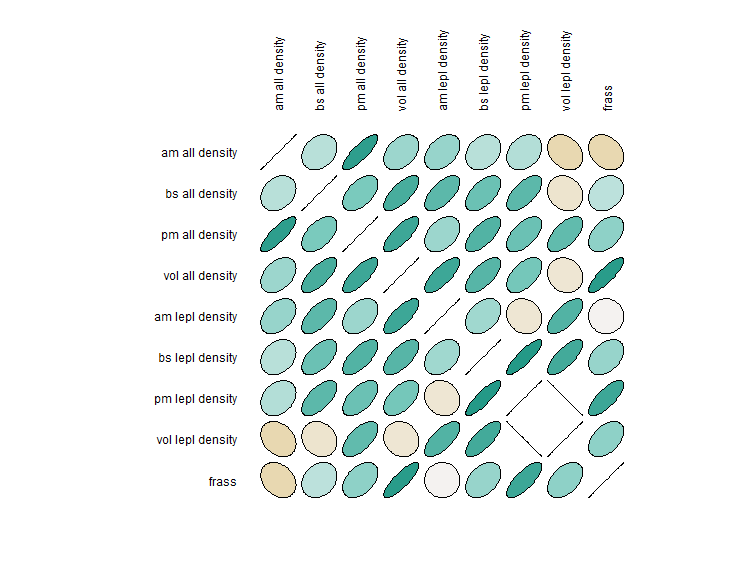 am all density
bs all density
pm all density
vol all density
am lepl density
bs lepl density
pm lepl density
vol lepl density
frass
am all density
bs all density
pm all density
vol all density
am lepl density
bs lepl density
pm lepl density
vol lepl density
frass